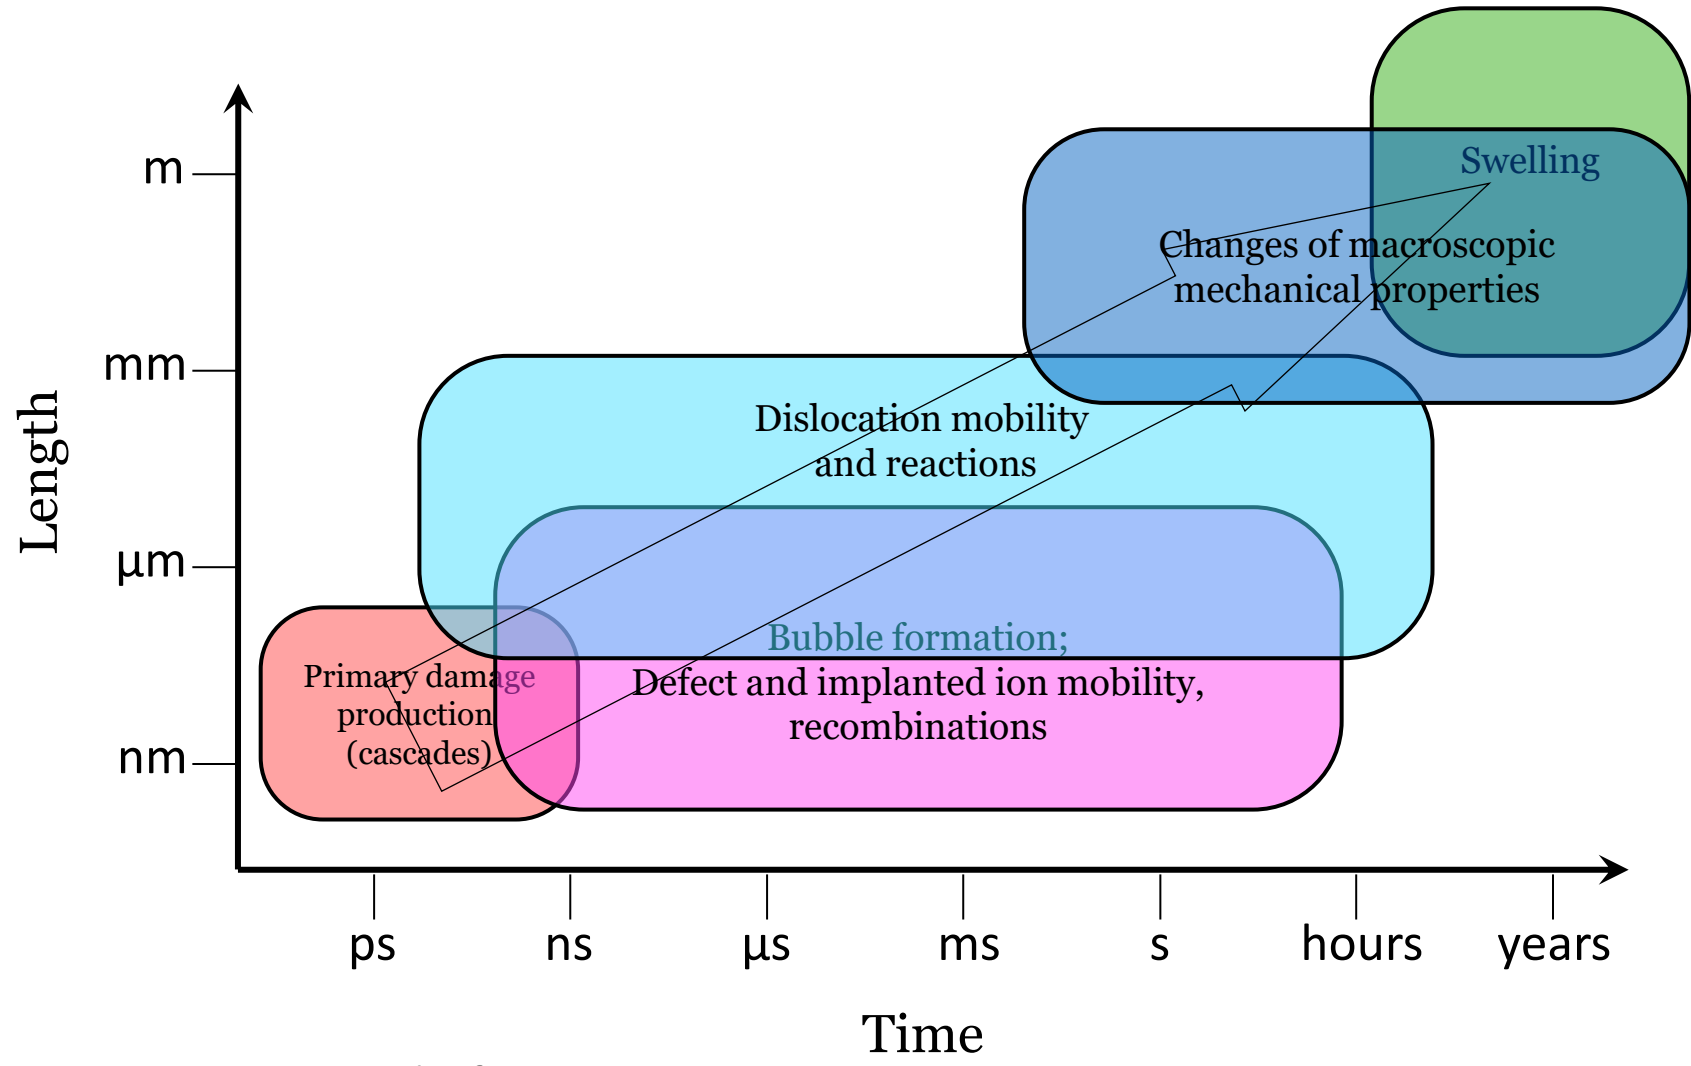 Swelling
Changes of macroscopic
mechanical properties
Dislocation mobility
and reactions
Bubble formation;
Defect and implanted ion mobility,
recombinations
Primary damage
production
(cascades)
Length
m
mm
μm
nm
ps
ns
μs
ms
s
hours
years
Time